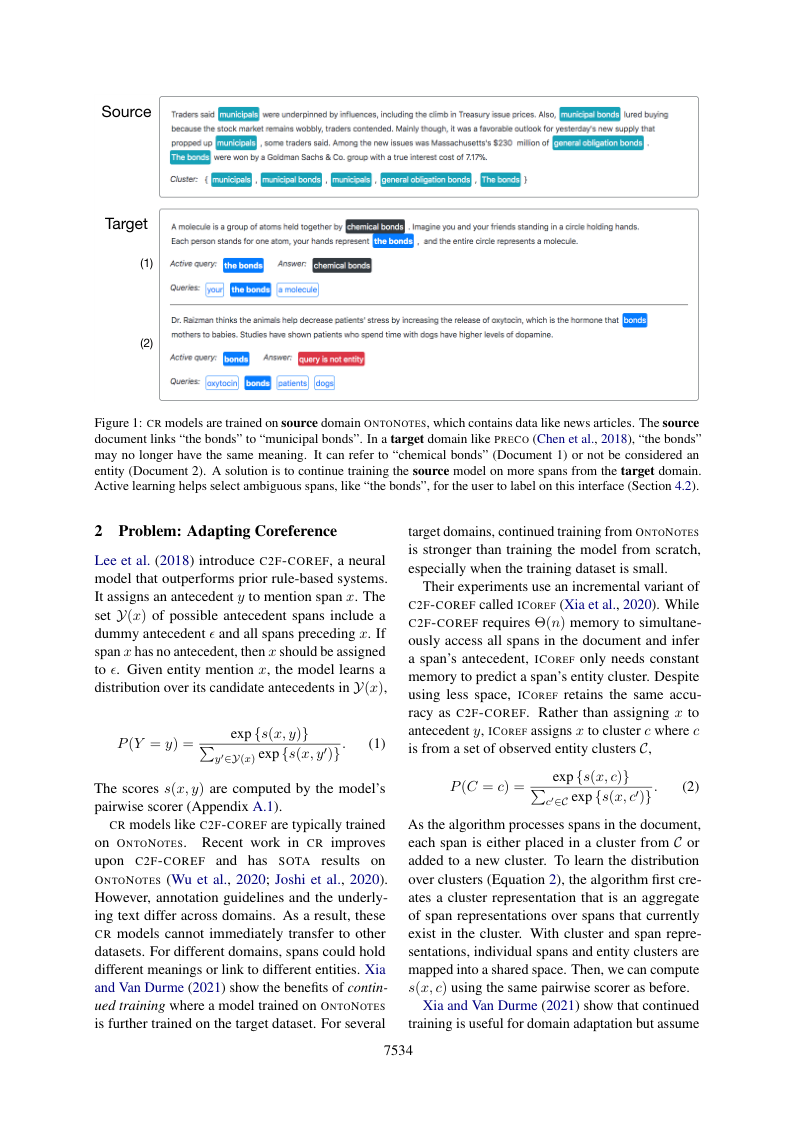 Source
Traders said municipals were underpinned by influences, including the climb in Treasury issue prices. Also, municipal bonds lured buying
because the stock market remains wobbly, traders contended. Mainly though, it was a favorable outlook for yesterday's new supply that
propped up municipals , some traders said. Among the new issues was Massachusetts's $230 million of general obligation bonds .
The bonds were won by a Goldman Sachs & Co. group with a true interest cost of 7.17%.
Cluster: { municipals , municipal bonds , municipals , general obligation bonds , The bonds }
Target
A molecule is a group of atoms held together by chemical bonds . Imagine you and your friends standing in a circle holding hands.
Each person stands for one atom, your hands represent the bonds , and the entire circle represents a molecule.
(1)
Active query: the bonds Answer: chemical bonds
Queries: your the bonds a molecule
Dr. Raizman thinks the animals help decrease patients' stress by increasing the release of oxytocin, which is the hormone that bonds
mothers to babies. Studies have shown patients who spend time with dogs have higher levels of dopamine.
(2)
Active query: bonds Answer: query is not entity
Queries: oxytocin bonds patients dogs
Figure 1: CR models are trained on source domain ONTONOTES, which contains data like news articles. The source
document links “the bonds” to “municipal bonds”. In a target domain like PRECO (Chen et al., 2018), “the bonds”
may no longer have the same meaning. It can refer to “chemical bonds” (Document 1) or not be considered an
entity (Document 2). A solution is to continue training the source model on more spans from the target domain.
Active learning helps select ambiguous spans, like “the bonds”, for the user to label on this interface (Section 4.2).
2 Problem: Adapting Coreference
Lee et al. (2018) introduce C2F-COREF, a neural
model that outperforms prior rule-based systems.
It assigns an antecedent y to mention span x. The
set Y(x) of possible antecedent spans include a
dummy antecedent ϵ and all spans preceding x. If
span x has no antecedent, then x should be assigned
to ϵ. Given entity mention x, the model learns a
distribution over its candidate antecedents in Y(x),
P(Y = y) = exp {s(x, y)} / ∑y′∈Y(x) exp {s(x, y′)} . (1)
The scores s(x, y) are computed by the model's
pairwise scorer (Appendix A.1).
CR models like C2F-COREF are typically trained
on ONTONOTES. Recent work in CR improves
upon C2F-COREF and has SOTA results on
ONTONOTES (Wu et al., 2020; Joshi et al., 2020).
However, annotation guidelines and the underly-
ing text differ across domains. As a result, these
CR models cannot immediately transfer to other
datasets. For different domains, spans could hold
different meanings or link to different entities. Xia
and Van Durme (2021) show the benefits of contin-
ued training where a model trained on ONTONOTES
is further trained on the target dataset. For several
target domains, continued training from ONTONOTES
is stronger than training the model from scratch,
especially when the training dataset is small.
Their experiments use an incremental variant of
C2F-COREF called ICOREF (Xia et al., 2020). While
C2F-COREF requires Θ(n) memory to simultane-
ously access all spans in the document and infer
a span's antecedent, ICOREF only needs constant
memory to predict a span's entity cluster. Despite
using less space, ICOREF retains the same accu-
racy as C2F-COREF. Rather than assigning x to
antecedent y, ICOREF assigns x to cluster c where c
is from a set of observed entity clusters C,
P(C = c) = exp {s(x, c)} / ∑c′∈C exp {s(x, c′)} . (2)
As the algorithm processes spans in the document,
each span is either placed in a cluster from C or
added to a new cluster. To learn the distribution
over clusters (Equation 2), the algorithm first cre-
ates a cluster representation that is an aggregate
of span representations over spans that currently
exist in the cluster. With cluster and span repre-
sentations, individual spans and entity clusters are
mapped into a shared space. Then, we can compute
s(x, c) using the same pairwise scorer as before.
Xia and Van Durme (2021) show that continued
training is useful for domain adaptation but assume
7534